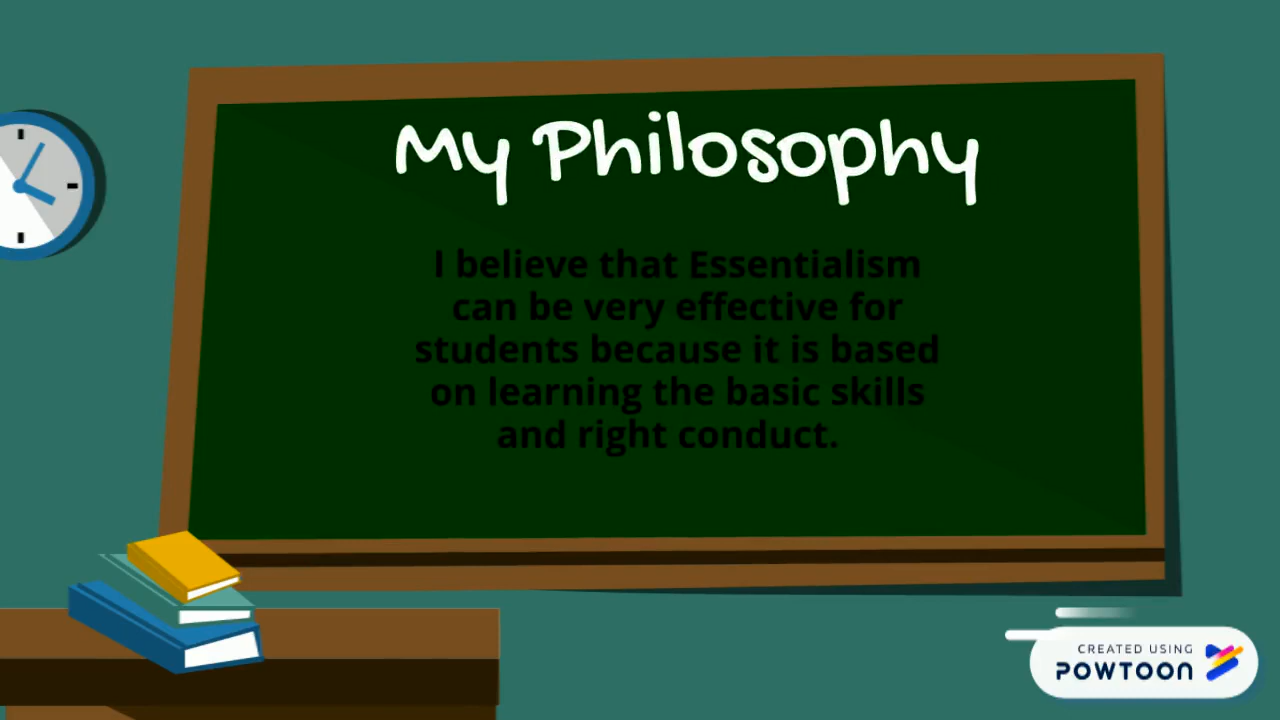 My Philosophy
I believe that Essentialism
can be very effective for
students because it is based
on learning the basic skills
and right conduct.
CREATED USING
POWTOON